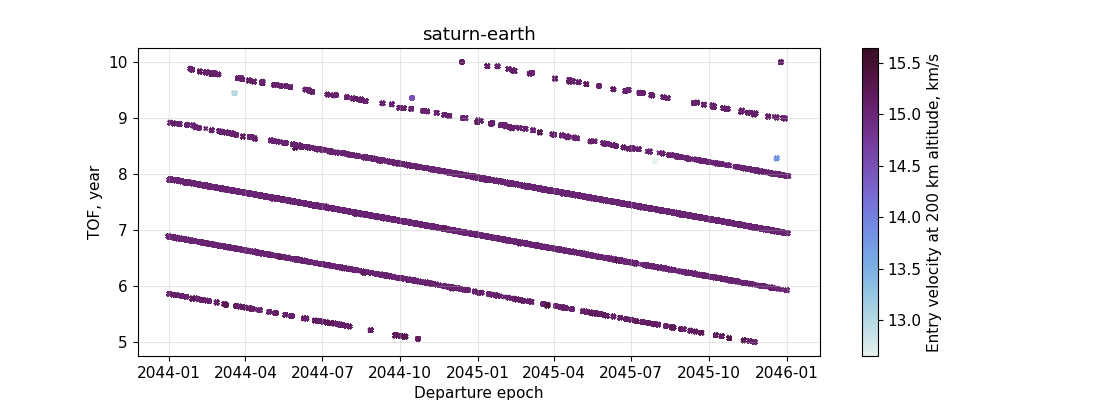 saturn-earth
10
9
8
7
6
5
TOF, year
2044-01 2044-04 2044-07 2044-10 2045-01 2045-04 2045-07 2045-10 2046-01
Departure epoch
15.5
15.0
14.5
14.0
13.5
13.0
Entry velocity at 200 km altitude, km/s